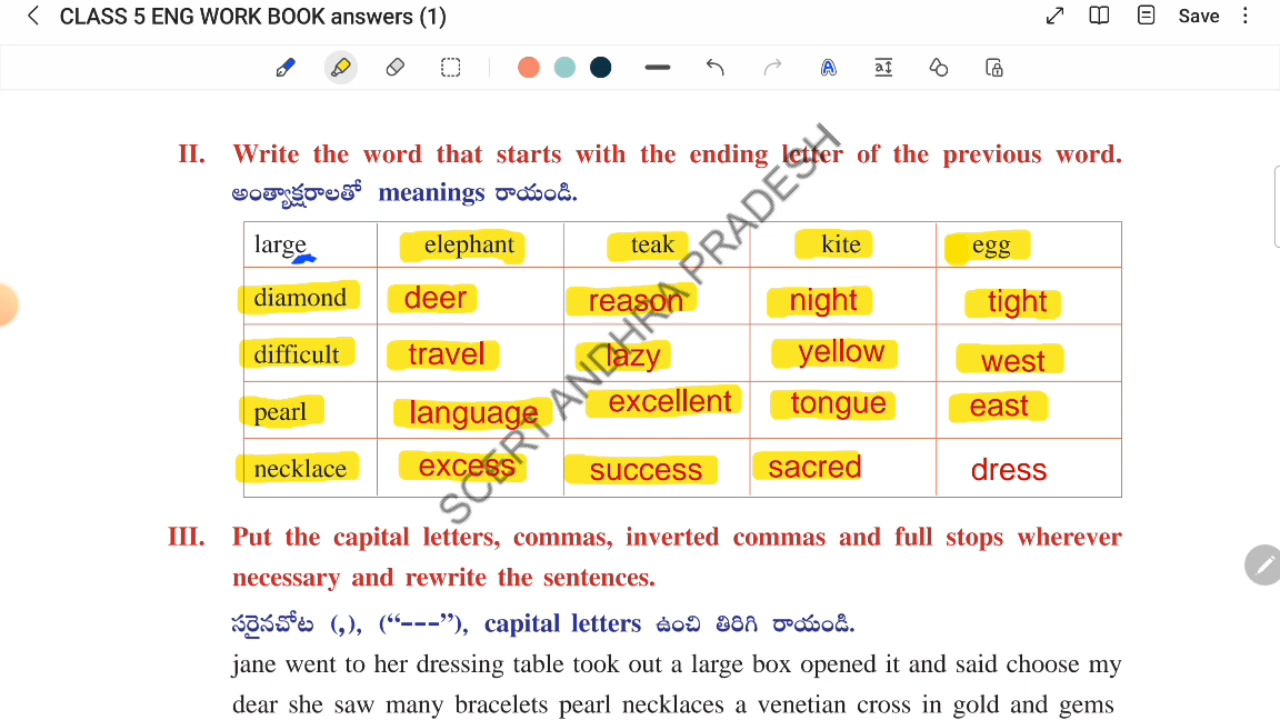 CLASS 5 ENG WORK BOOK answers (1)
Save
II. Write the word that starts with the ending letter of the previous word.
అంత్యాక్షరాలతో meanings రాయండి.
large elephant teak kite egg
diamond deer reason night tight
difficult travel lazy yellow west
pearl language excellent tongue east
necklace excess success sacred dress
SCERT ANDHRA PRADESH
III. Put the capital letters, commas, inverted commas and full stops wherever
necessary and rewrite the sentences.
సరైనచోట (,), (“---”), capital letters ఉంచి తిరిగి రాయండి.
jane went to her dressing table took out a large box opened it and said choose my
dear she saw many bracelets pearl necklaces a venetian cross in gold and gems